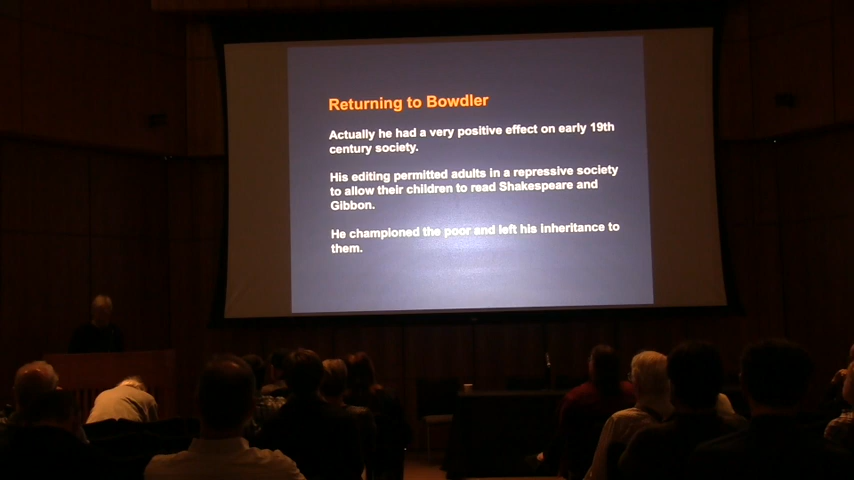 Returning to Bowdler
Actually he had a very positive effect on early 19th
century society.
His editing permitted adults in a repressive society
to allow their children to read Shakespeare and
Gibbon.
He championed the poor and left his inheritance to
them.